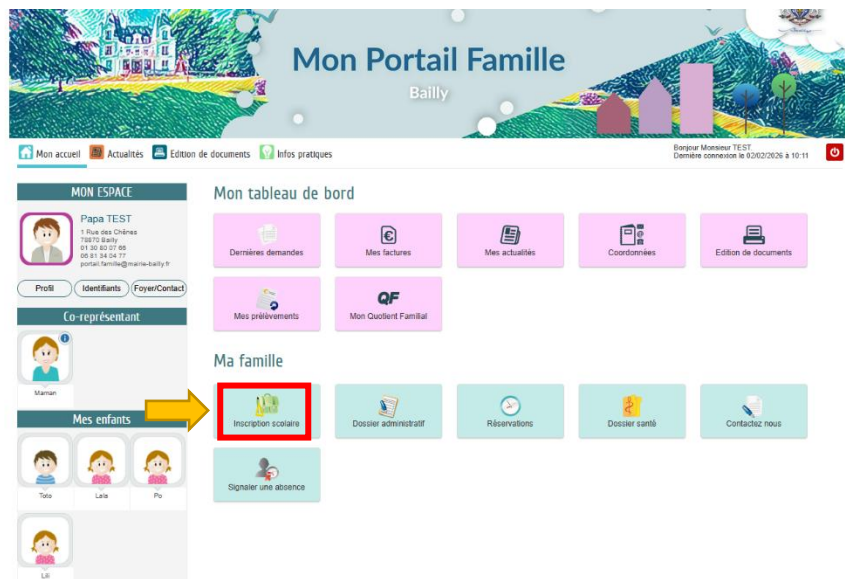 Mon Portail Famille
Bailly
Mon accueil Actualités Edition de documents Infos pratiques
Bonjour Monsieur TEST.
Dernière connexion le 02/02/2026 à 10:11
MON ESPACE
Papa TEST
1 Rue des Chênes
78870 Bailly
01 30 80 07 66
06 81 34 04 77
portail.famille@mairie-bailly.fr
Profil Identifiants Foyer/Contact
Co-représentant
Maman
Mes enfants
Toto Lala Po
Lili
Mon tableau de bord
Dernières demandes Mes factures Mes actualités Coordonnées Edition de documents
Mes prélèvements QF Mon Quotient Familial
Ma famille
Inscription scolaire Dossier administratif Réservations Dossier santé Contactez nous
Signaler une absence